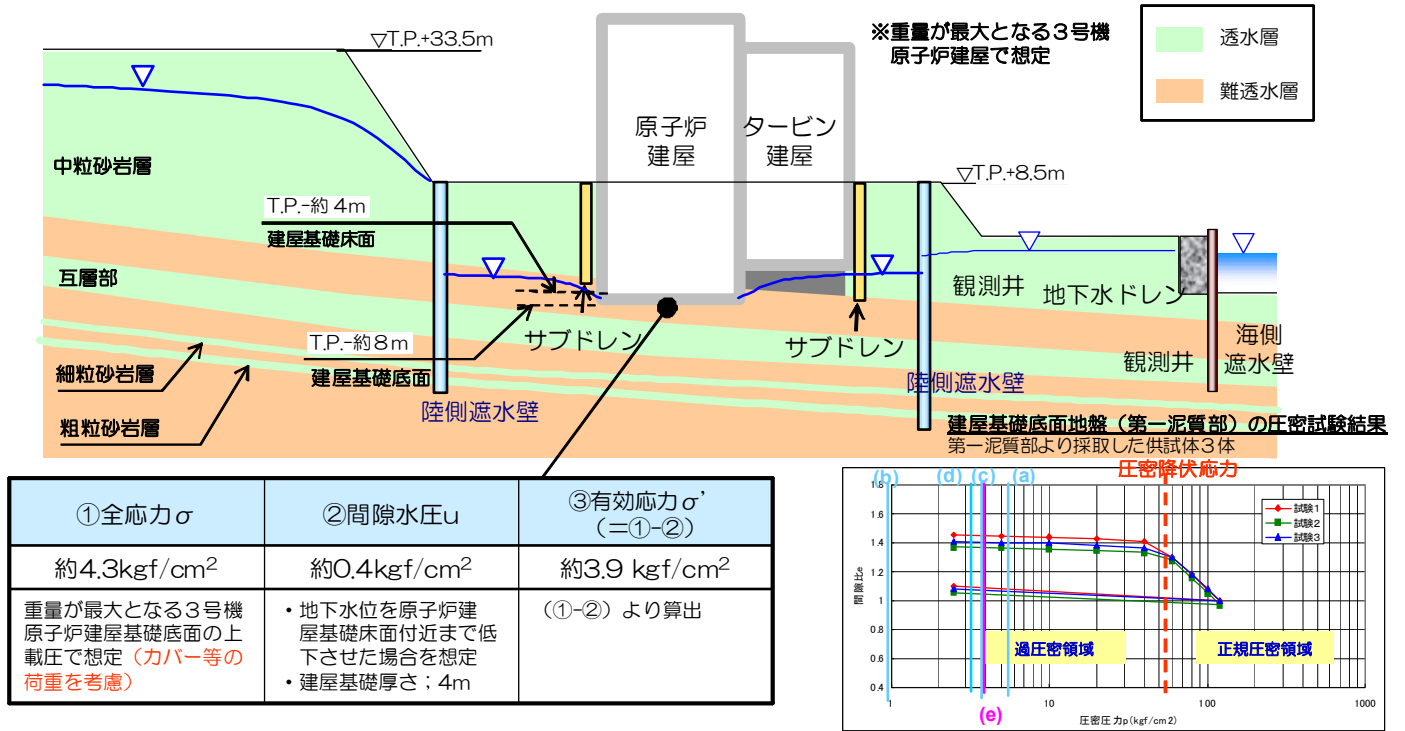 ▽T.P.+33.5m
※重量が最大となる3号機
原子炉建屋で想定
透水層
難透水層
原子炉
建屋
タービン
建屋
中粒砂岩層
▽T.P.+8.5m
T.P.-約4m
建屋基礎床面
互層部
観測井
地下水ドレン
サブドレン
サブドレン
T.P.-約8m
建屋基礎底面
海側
遮水壁
観測井
細粒砂岩層
陸側遮水壁
陸側遮水壁
粗粒砂岩層
建屋基礎底面地盤(第一泥質部)の圧密試験結果
第一泥質部より採取した供試体3体
圧密降伏応力
①全応力σ
②間隙水圧u
③有効応力σ’
(=①-②)
約4.3kgf/cm²
約0.4kgf/cm²
約3.9 kgf/cm²
重量が最大となる3号機
原子炉建屋基礎底面の上
載圧で想定(カバー等の
荷重を考慮)
・地下水位を原子炉建
屋基礎床面付近まで低
下させた場合を想定
・建屋基礎厚さ;4m
(①-②)より算出
(b)
(d)
(c)
(a)
1.8
1.6
1.4
1.2
1
0.8
0.6
0.4
間隙比e
試験1
試験2
試験3
過圧密領域
正規圧密領域
1
10
100
1000
(e)
圧密圧力p(kgf/cm2)